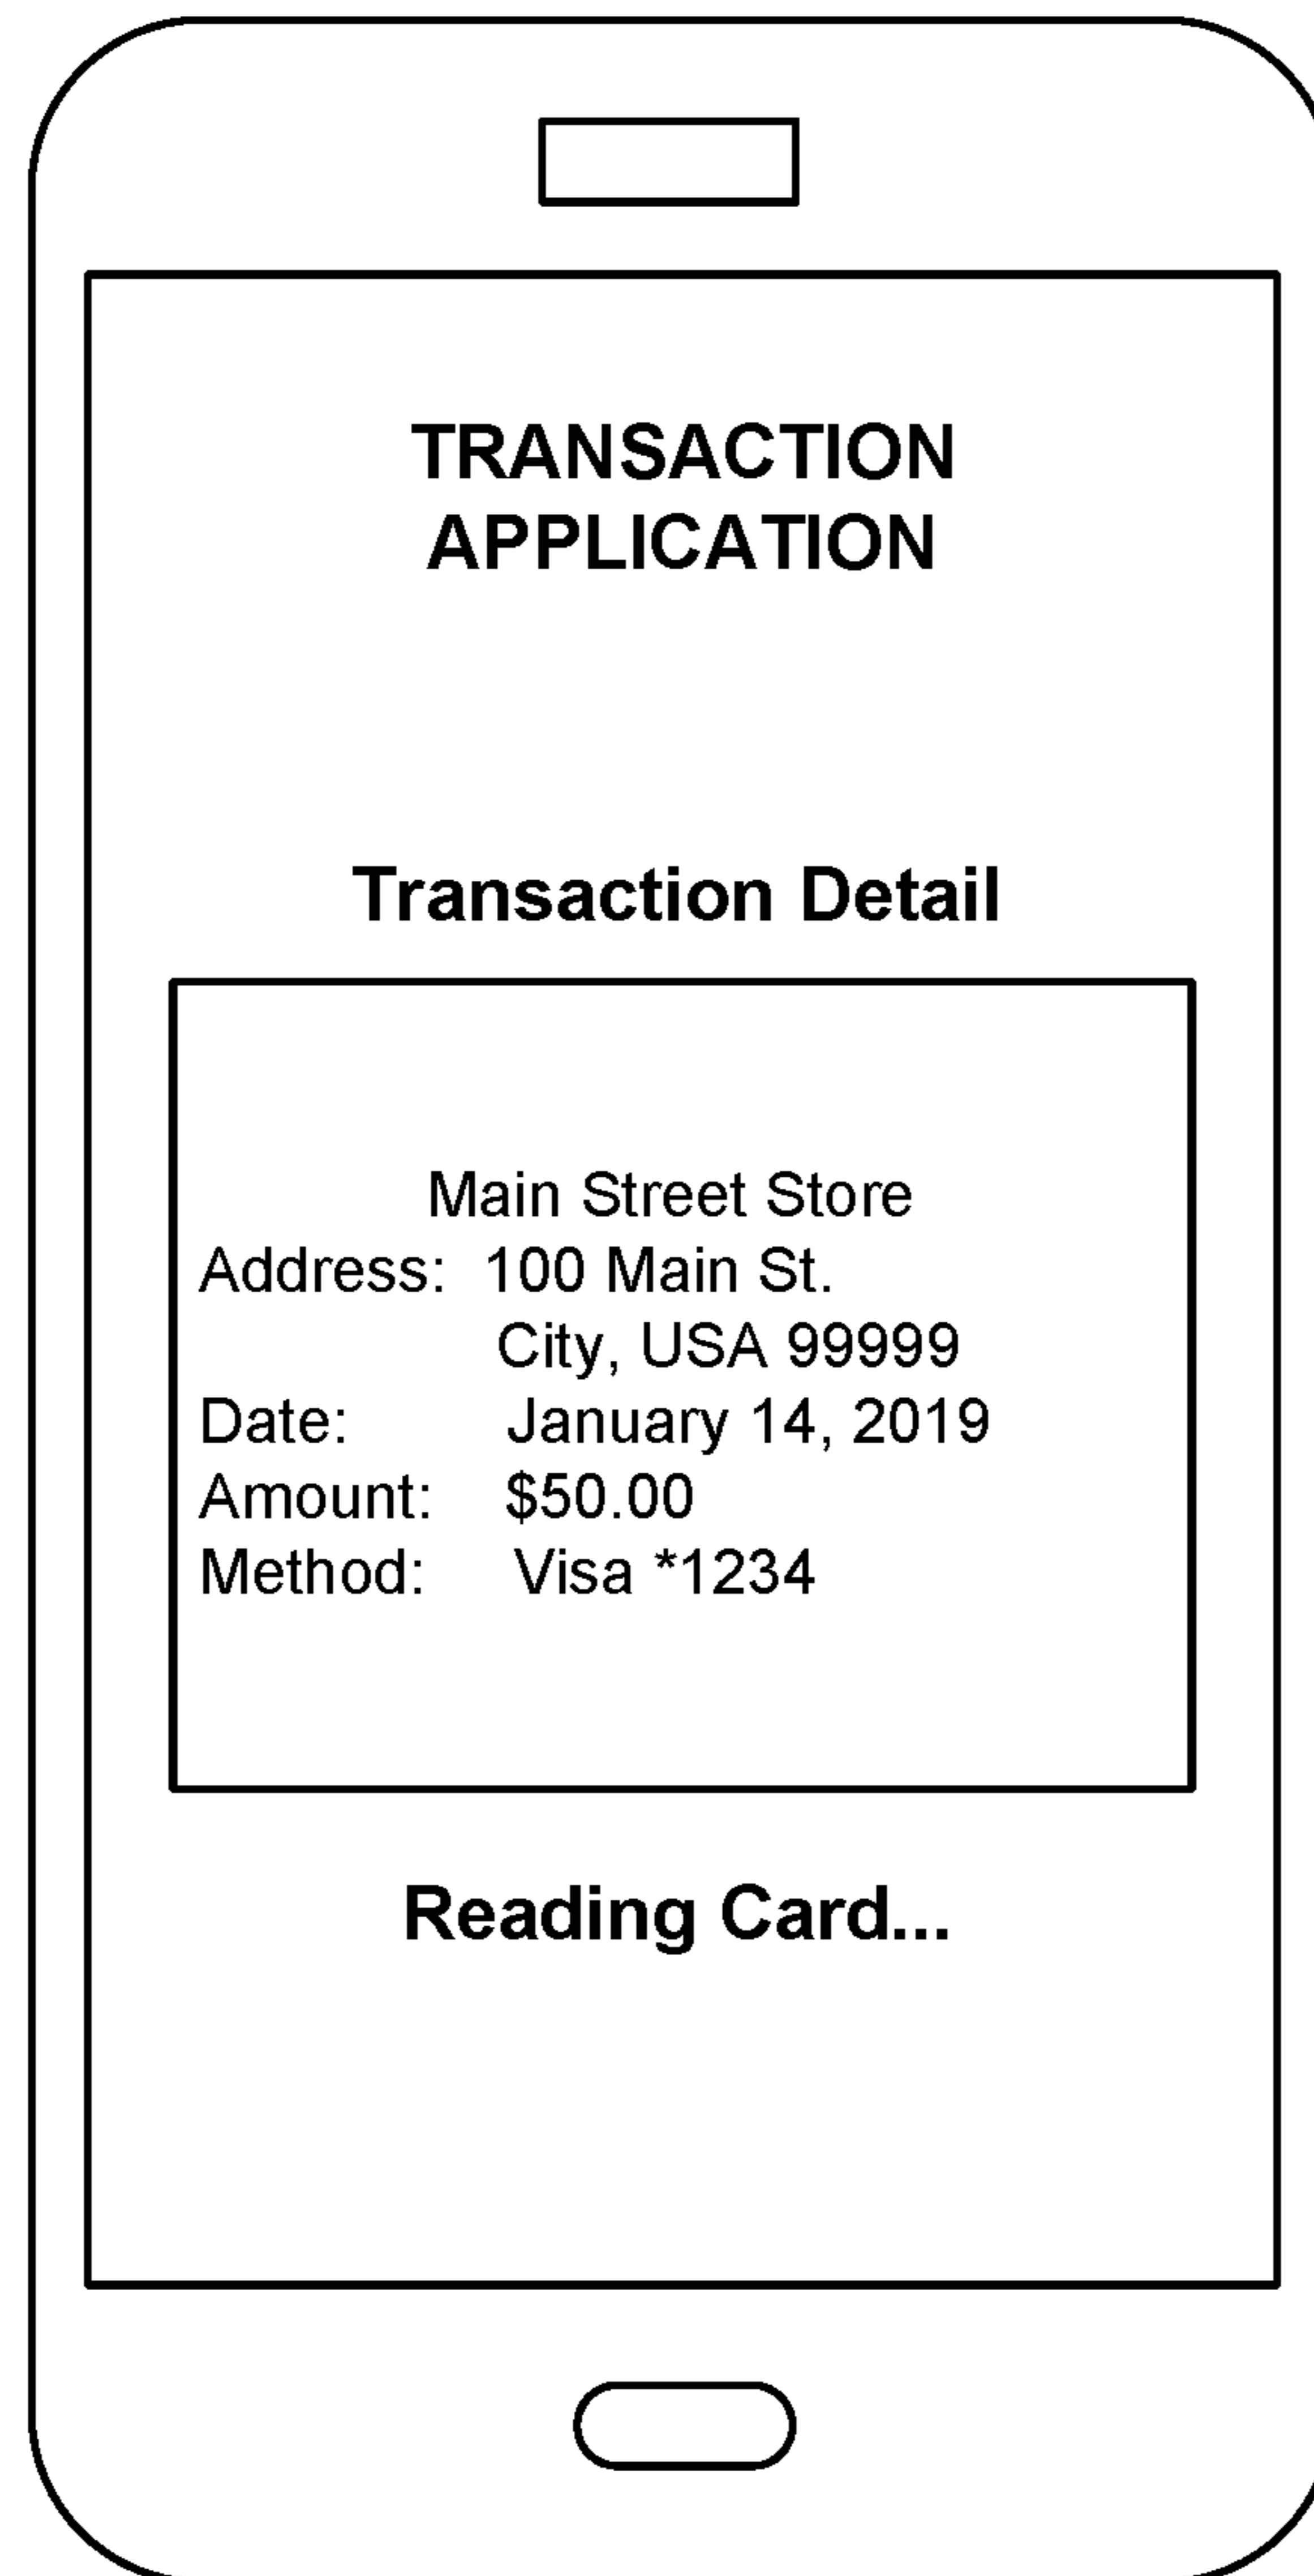 TRANSACTION
APPLICATION
Transaction Detail
Main Street Store
Address: 100 Main St.
City, USA 99999
Date: January 14, 2019
Amount: $50.00
Method: Visa *1234
Reading Card...